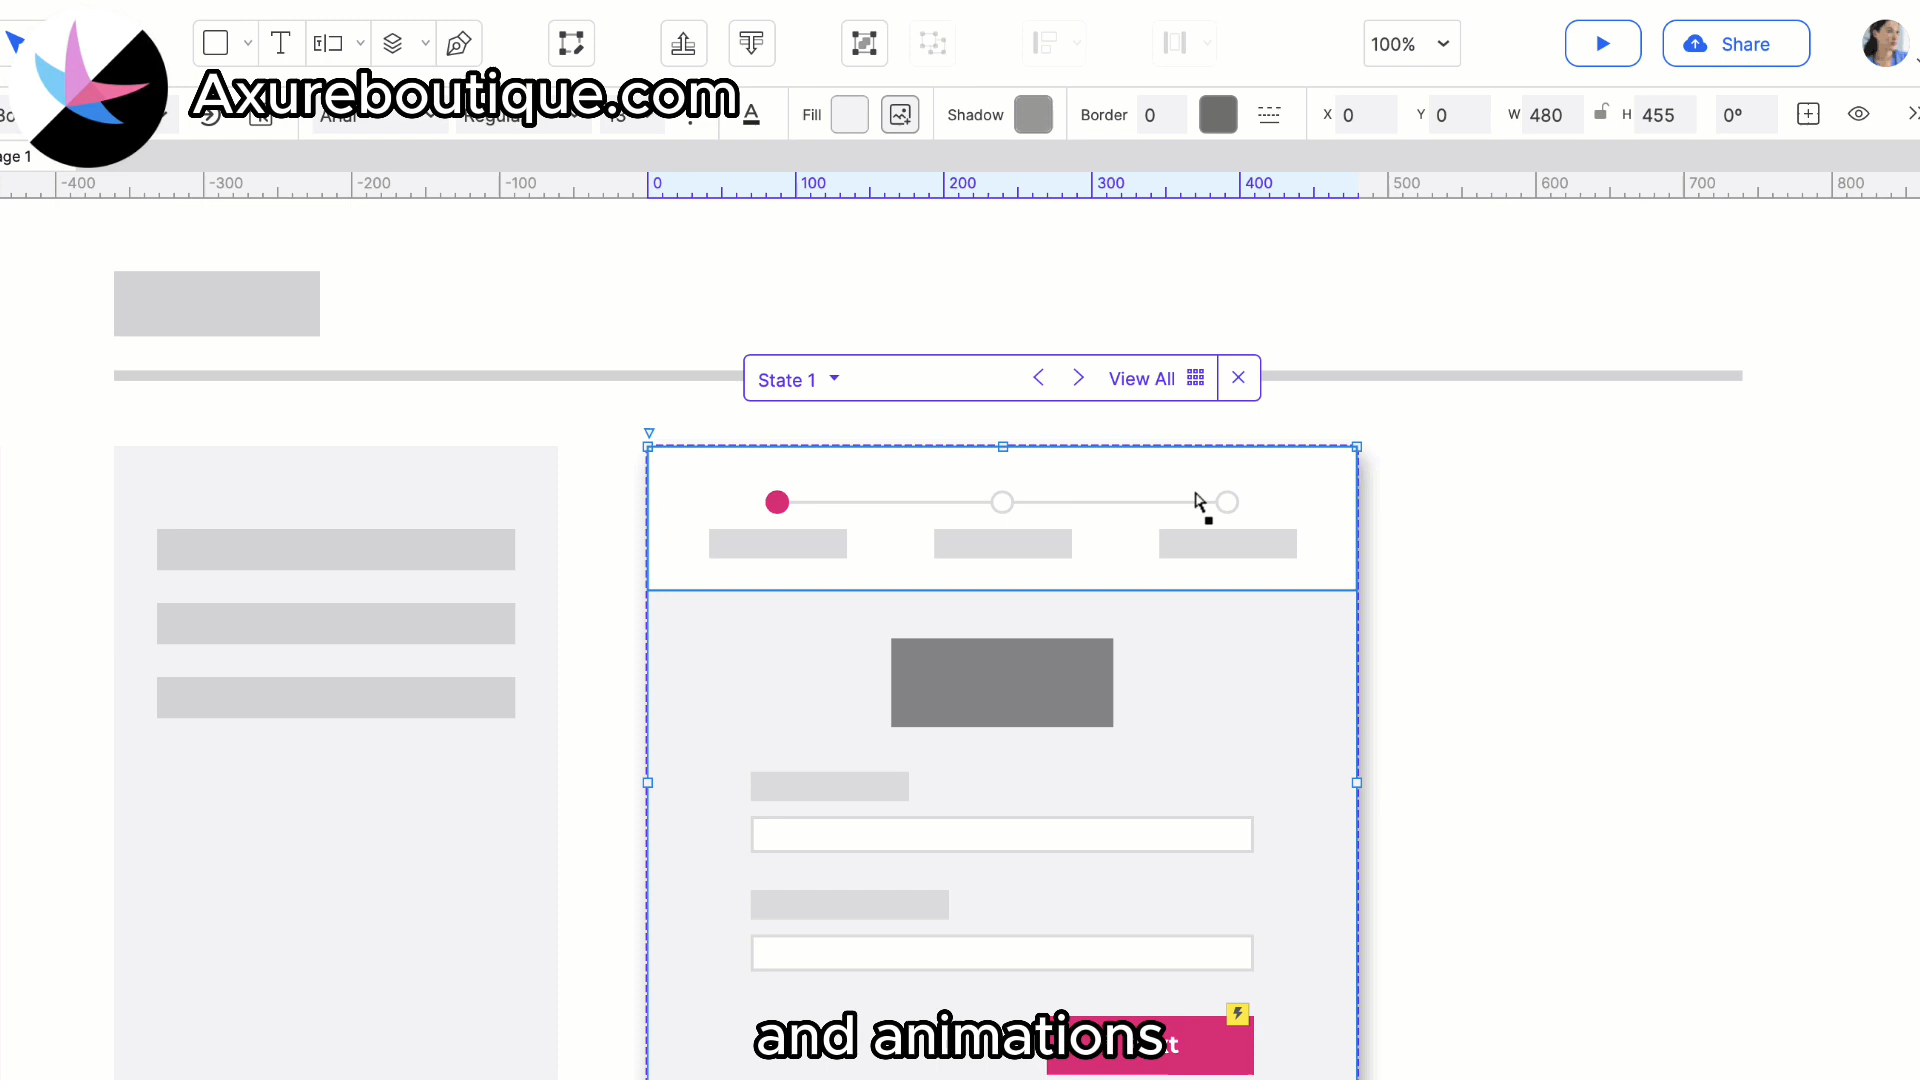 100%
Share
Axureboutique.com
Fill
Shadow
Border 0
X 0
Y 0
W 480
H 455
0°
age 1
-400 -300 -200 -100 0 100 200 300 400 500 600 700 800
State 1
View All
and animations